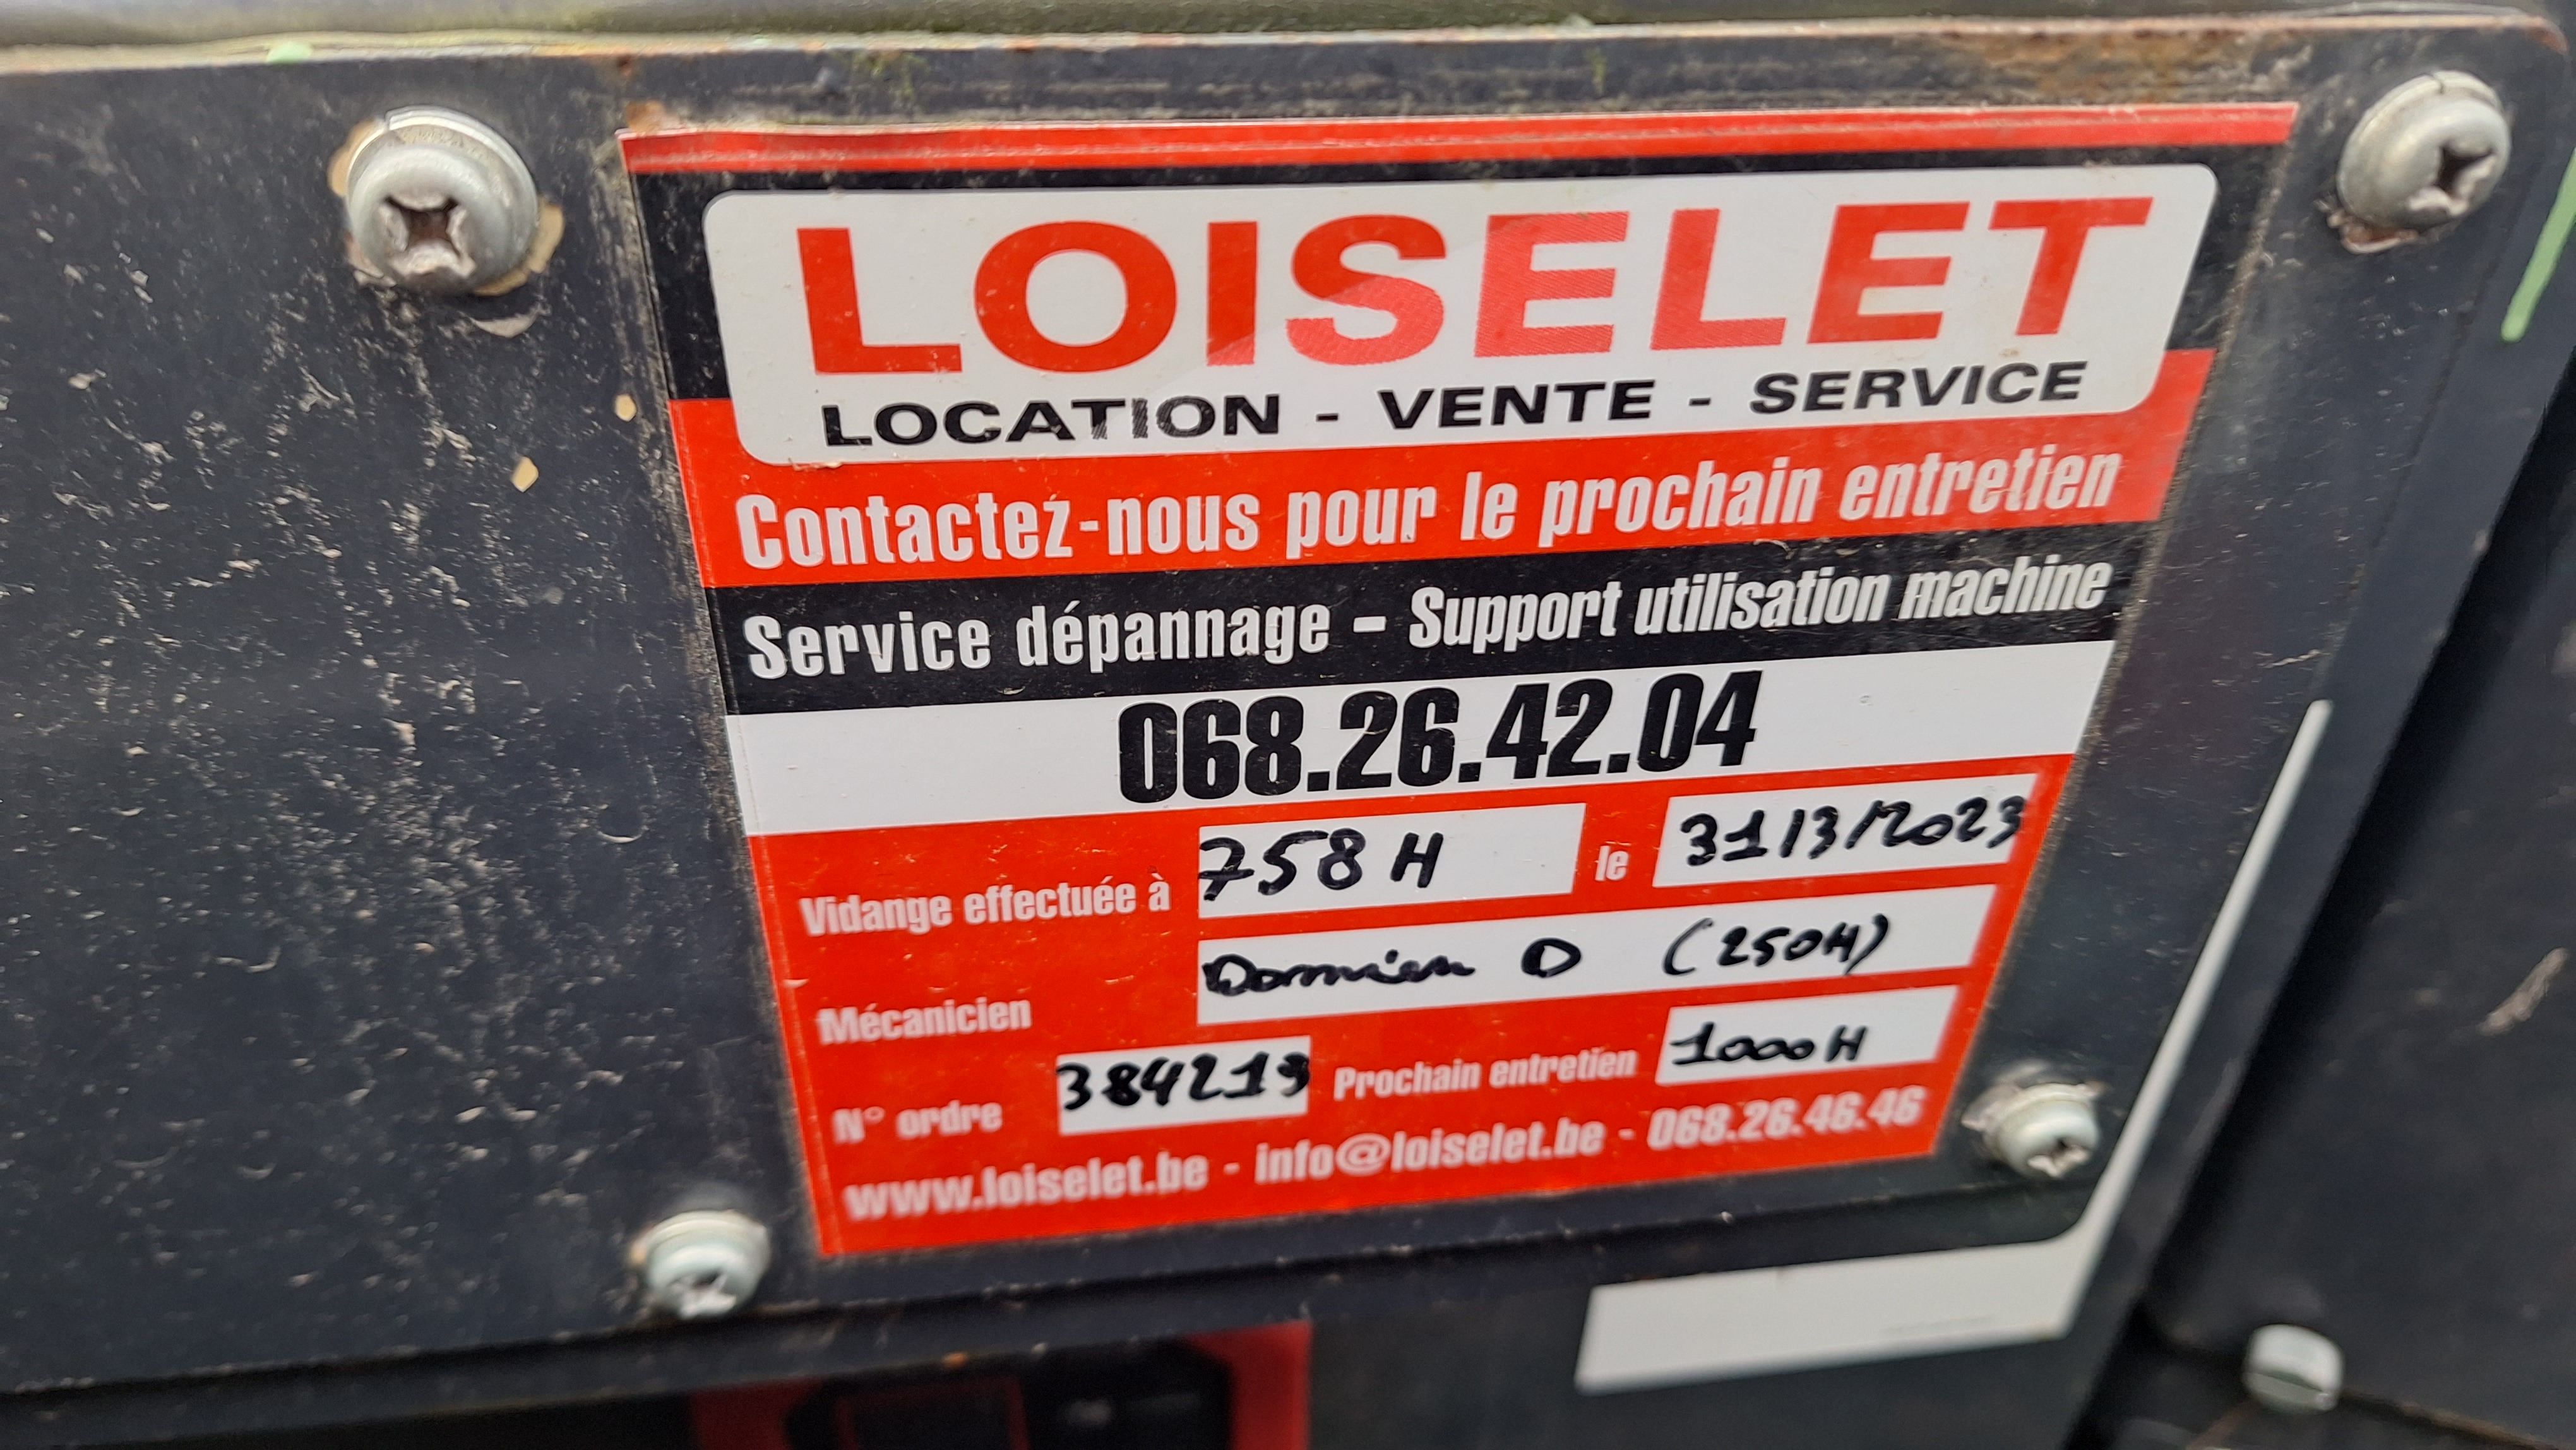 LOISELET
LOCATION - VENTE - SERVICE
Contactez-nous pour le prochain entretien
Service dépannage - Support utilisation machine
068.26.42.04
Vidange effectuée à 758 H le 31/3/2023
Mécanicien Damien D (250H)
N° ordre 384219 Prochain entretien 1000H
www.loiselet.be - info@loiselet.be - 068.26.46.46